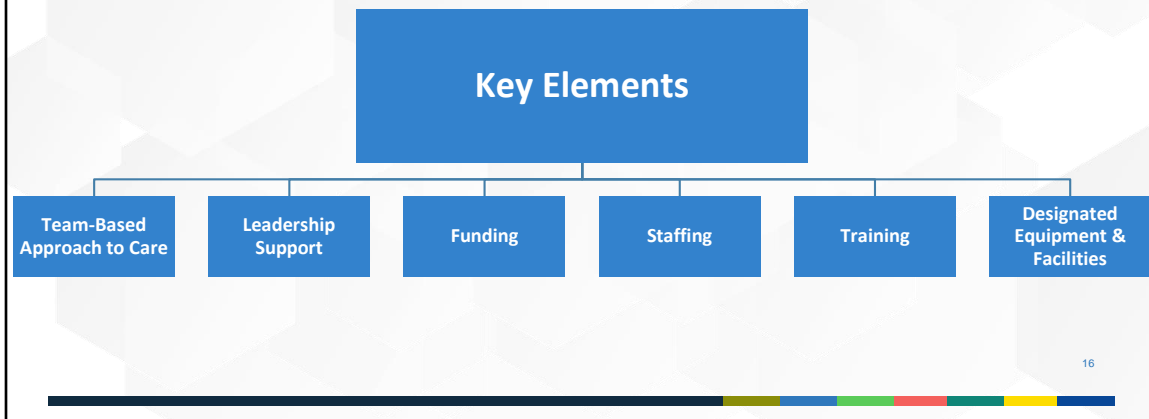 Key Elements
Team-Based
Approach to Care
Leadership
Support
Funding
Staffing
Training
Designated
Equipment &
Facilities
16